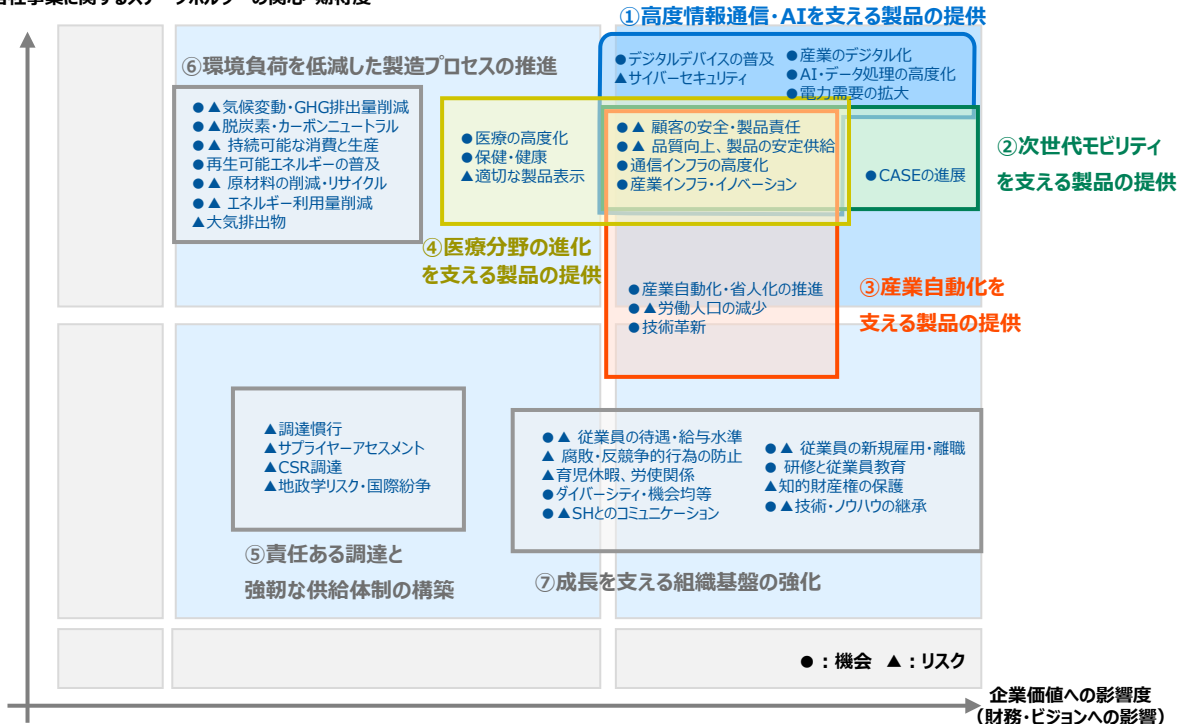 自社事業に関するステークホルダーの関心・期待度
①高度情報通信・AIを支える製品の提供
●デジタルデバイスの普及
▲サイバーセキュリティ
●産業のデジタル化
●AI・データ処理の高度化
●電力需要の拡大
⑥環境負荷を低減した製造プロセスの推進
●▲気候変動・GHG排出量削減
●▲脱炭素・カーボンニュートラル
●▲ 持続可能な消費と生産
●再生可能エネルギーの普及
●▲ 原材料の削減・リサイクル
●▲ エネルギー利用量削減
▲大気排出物
●医療の高度化
●保健・健康
▲適切な製品表示
●▲ 顧客の安全・製品責任
●▲ 品質向上、製品の安定供給
●通信インフラの高度化
●産業インフラ・イノベーション
●CASEの進展
②次世代モビリティ
を支える製品の提供
④医療分野の進化
を支える製品の提供
●産業自動化・省人化の推進
●▲労働人口の減少
●技術革新
③産業自動化を
支える製品の提供
▲調達慣行
▲サプライヤーアセスメント
▲CSR調達
▲地政学リスク・国際紛争
⑤責任ある調達と
強靭な供給体制の構築
●▲ 従業員の待遇・給与水準
▲ 腐敗・反競争的行為の防止
▲育児休暇、労使関係
●ダイバーシティ・機会均等
●▲SHとのコミュニケーション
●▲ 従業員の新規雇用・離職
● 研修と従業員教育
▲知的財産権の保護
●▲技術・ノウハウの継承
⑦成長を支える組織基盤の強化
●：機会 ▲：リスク
企業価値への影響度
（財務・ビジョンへの影響）